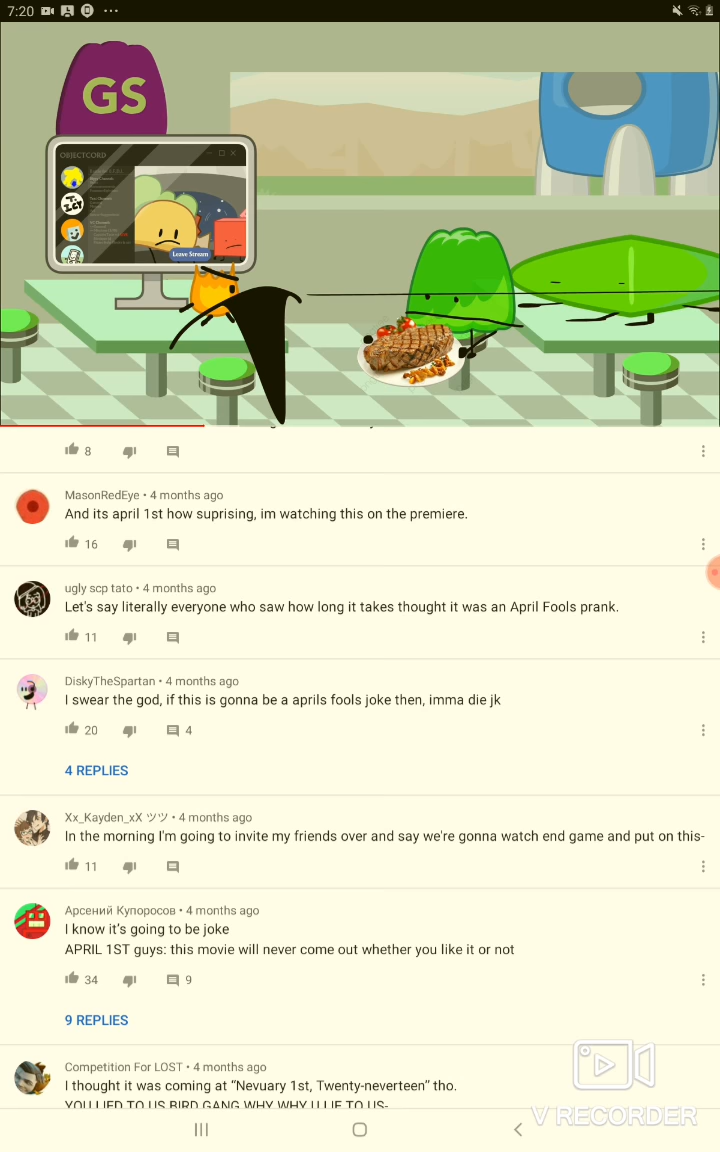 7:20
GS
OBJECTCORD
T. ICY
Leave Stream
8
MasonRedEye • 4 months ago
And its april 1st how suprising, im watching this on the premiere.
16
ugly scp tato • 4 months ago
Let's say literally everyone who saw how long it takes thought it was an April Fools prank.
11
DiskyTheSpartan • 4 months ago
I swear the god, if this is gonna be a aprils fools joke then, imma die jk
20 4
4 REPLIES
Xx_Kayden_xX ツツ • 4 months ago
In the morning I'm going to invite my friends over and say we're gonna watch end game and put on this-
11
Арсений Купоросов • 4 months ago
I know it's going to be joke
APRIL 1ST guys: this movie will never come out whether you like it or not
34 9
9 REPLIES
Competition For LOST • 4 months ago
I thought it was coming at “Nevuary 1st, Twenty-neverteen” tho.
YOU LIED TO US BIRD GANG WHY WHY U LIE TO US-
V RECORDER